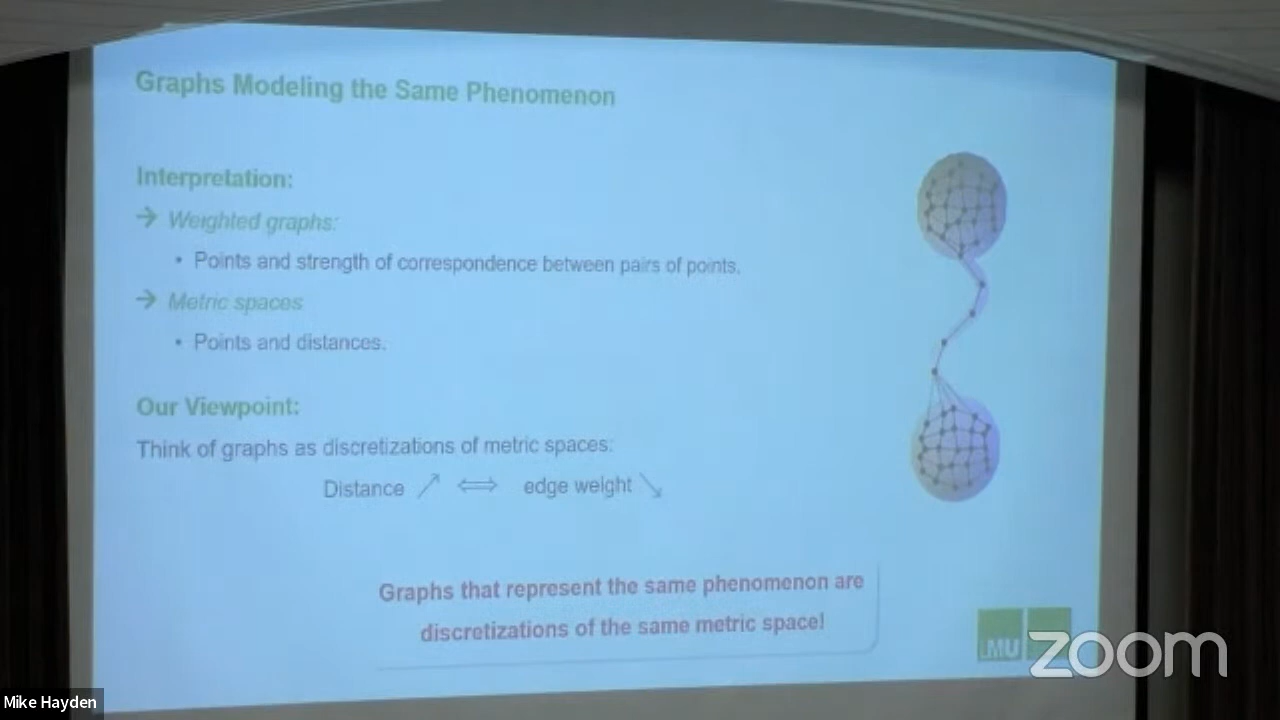 Graphs Modeling the Same Phenomenon
Interpretation:
→ Weighted graphs:
• Points and strength of correspondence between pairs of points.
→ Metric spaces
• Points and distances.
Our Viewpoint:
Think of graphs as discretizations of metric spaces:
Distance ↗ ⟺ edge weight ↘
Graphs that represent the same phenomenon are
discretizations of the same metric space!
LMU
zoom
Mike Hayden